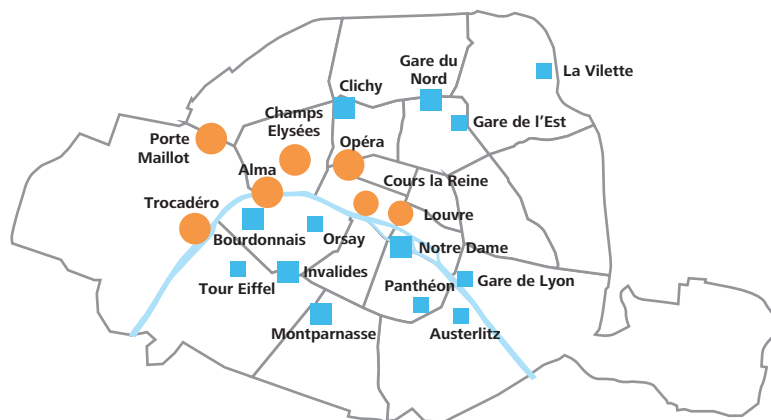 La Vilette
Gare du
Nord
Clichy
Champs
Elysées
Gare de l'Est
Porte
Maillot
Opéra
Alma
Cours la Reine
Trocadéro
Louvre
Bourdonnais
Orsay
Notre Dame
Tour Eiffel
Invalides
Panthéon
Gare de Lyon
Montparnasse
Austerlitz